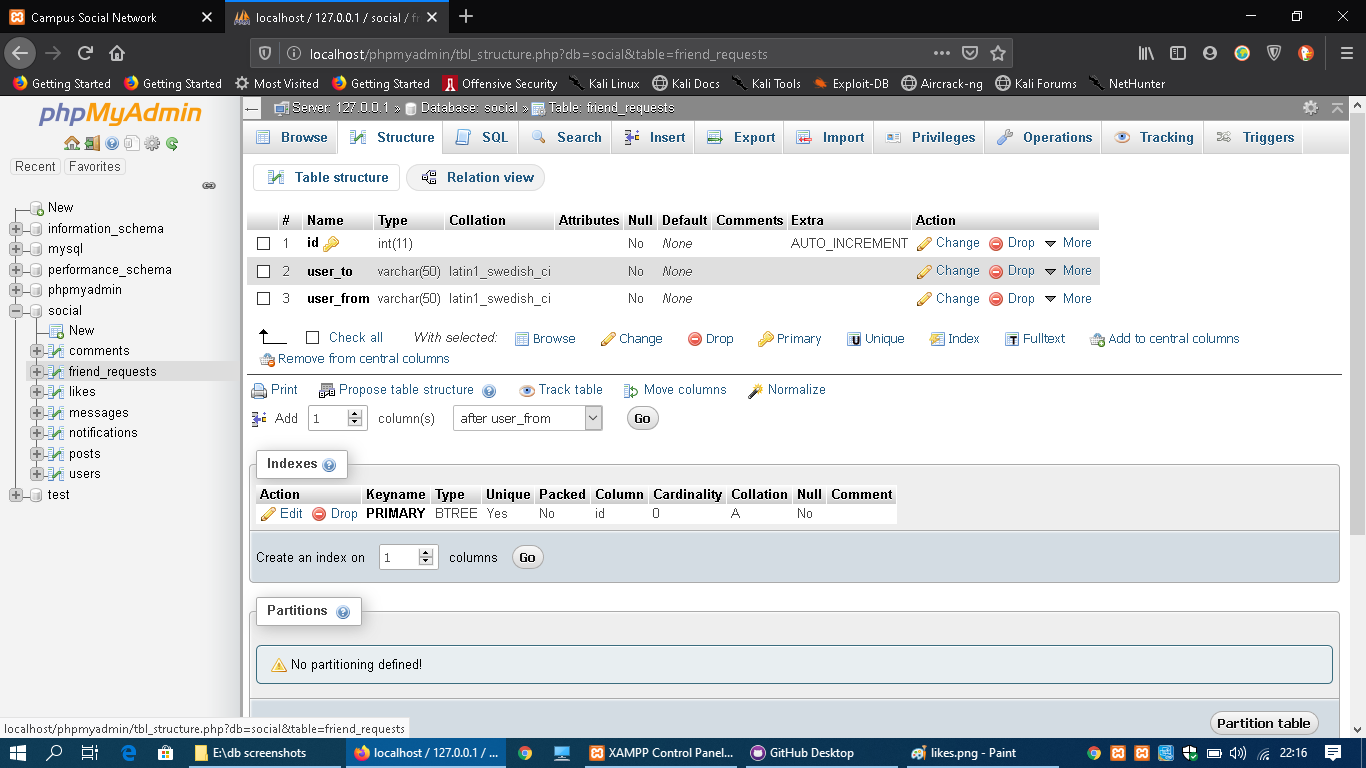 Campus Social Network
localhost / 127.0.0.1 / social / fr
localhost/phpmyadmin/tbl_structure.php?db=social&table=friend_requests
Getting Started Getting Started Most Visited Getting Started Offensive Security Kali Linux Kali Docs Kali Tools Exploit-DB Aircrack-ng Kali Forums NetHunter
phpMyAdmin
Recent Favorites
New
information_schema
mysql
performance_schema
phpmyadmin
social
New
comments
friend_requests
likes
messages
notifications
posts
users
test
Server: 127.0.0.1 » Database: social » Table: friend_requests
Browse Structure SQL Search Insert Export Import Privileges Operations Tracking Triggers
Table structure Relation view
# Name Type Collation Attributes Null Default Comments Extra Action
1 id int(11) No None AUTO_INCREMENT Change Drop More
2 user_to varchar(50) latin1_swedish_ci No None Change Drop More
3 user_from varchar(50) latin1_swedish_ci No None Change Drop More
Check all With selected: Browse Change Drop Primary Unique Index Fulltext Add to central columns
Remove from central columns
Print Propose table structure Track table Move columns Normalize
Add 1 column(s) after user_from Go
Indexes
Action Keyname Type Unique Packed Column Cardinality Collation Null Comment
Edit Drop PRIMARY BTREE Yes No id 0 A No
Create an index on 1 columns Go
Partitions
No partitioning defined!
Partition table
localhost/phpmyadmin/tbl_structure.php?db=social&table=friend_requests
E:\db screenshots localhost / 127.0.0.1 / ... XAMPP Control Panel... GitHub Desktop likes.png - Paint 22:16